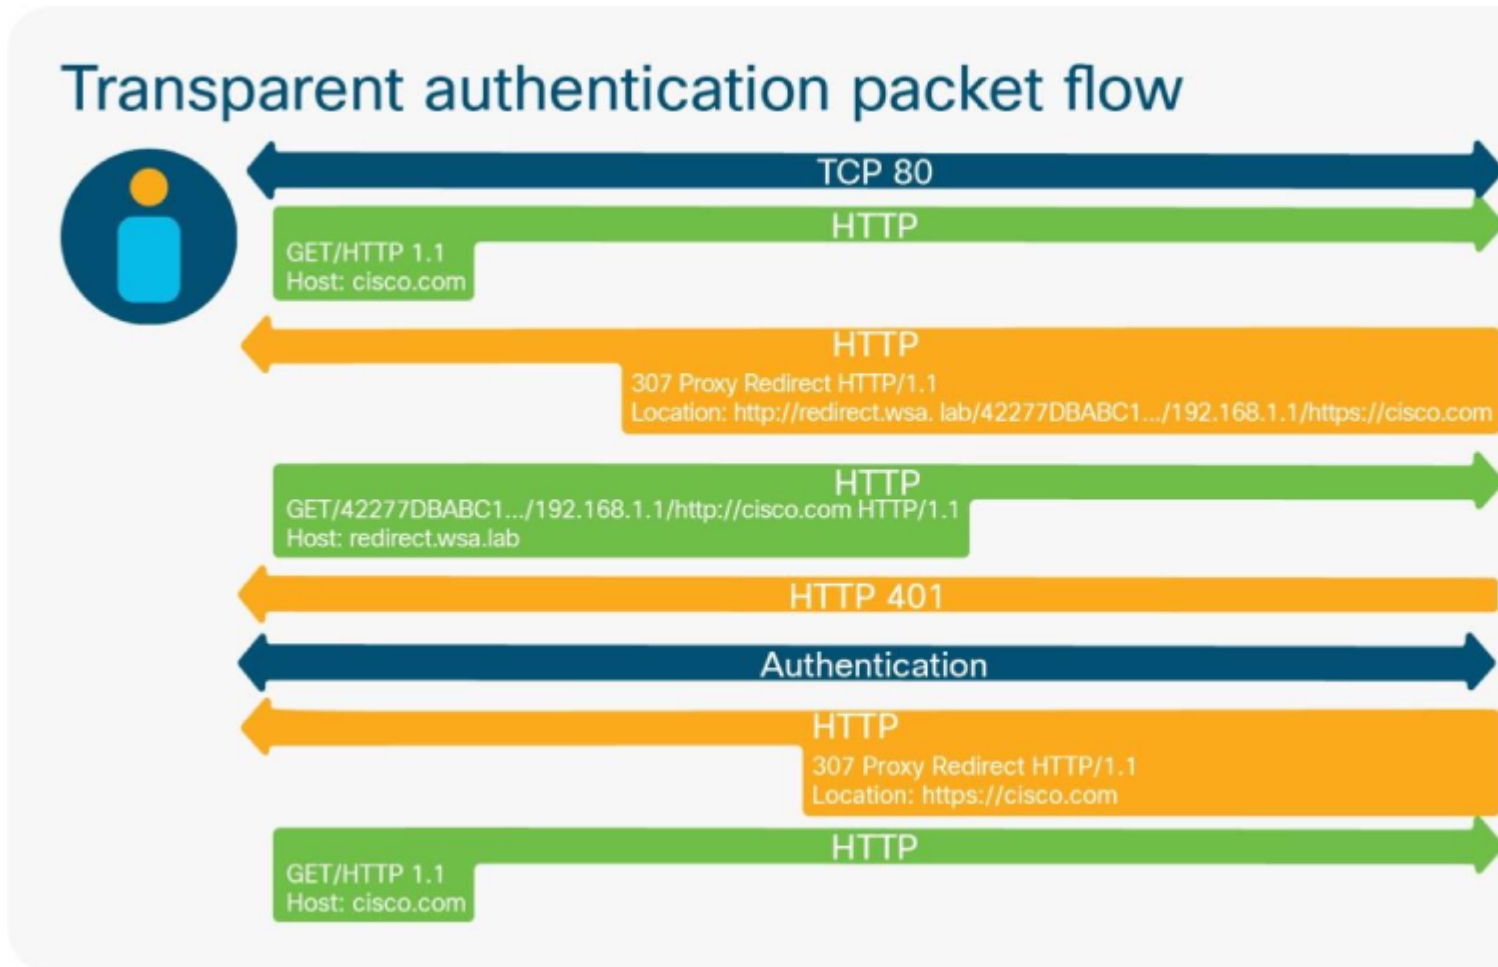 Transparent authentication packet flow
TCP 80
HTTP
GET/HTTP 1.1
Host: cisco.com
HTTP
307 Proxy Redirect HTTP/1.1
Location: http://redirect.wsa. lab/42277DBABC1.../192.168.1.1/https://cisco.com
HTTP
GET/42277DBABC1.../192.168.1.1/http://cisco.com HTTP/1.1
Host: redirect.wsa.lab
HTTP 401
Authentication
HTTP
307 Proxy Redirect HTTP/1.1
Location: https://cisco.com
HTTP
GET/HTTP 1.1
Host: cisco.com